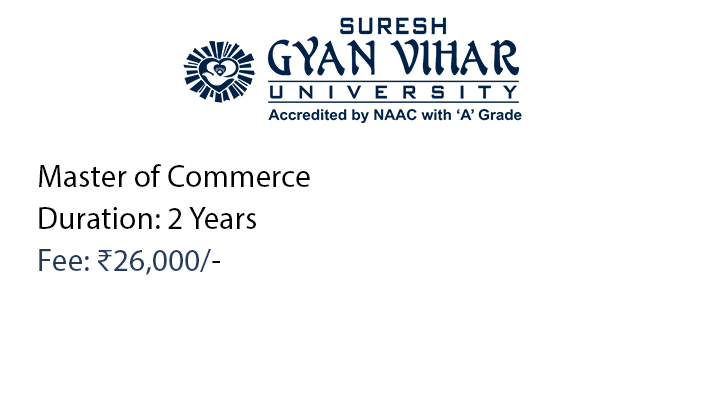 SURESH
GYAN VIHAR
UNIVERSITY
Accredited by NAAC with ‘A’ Grade
Master of Commerce
Duration: 2 Years
Fee: ₹26,000/-